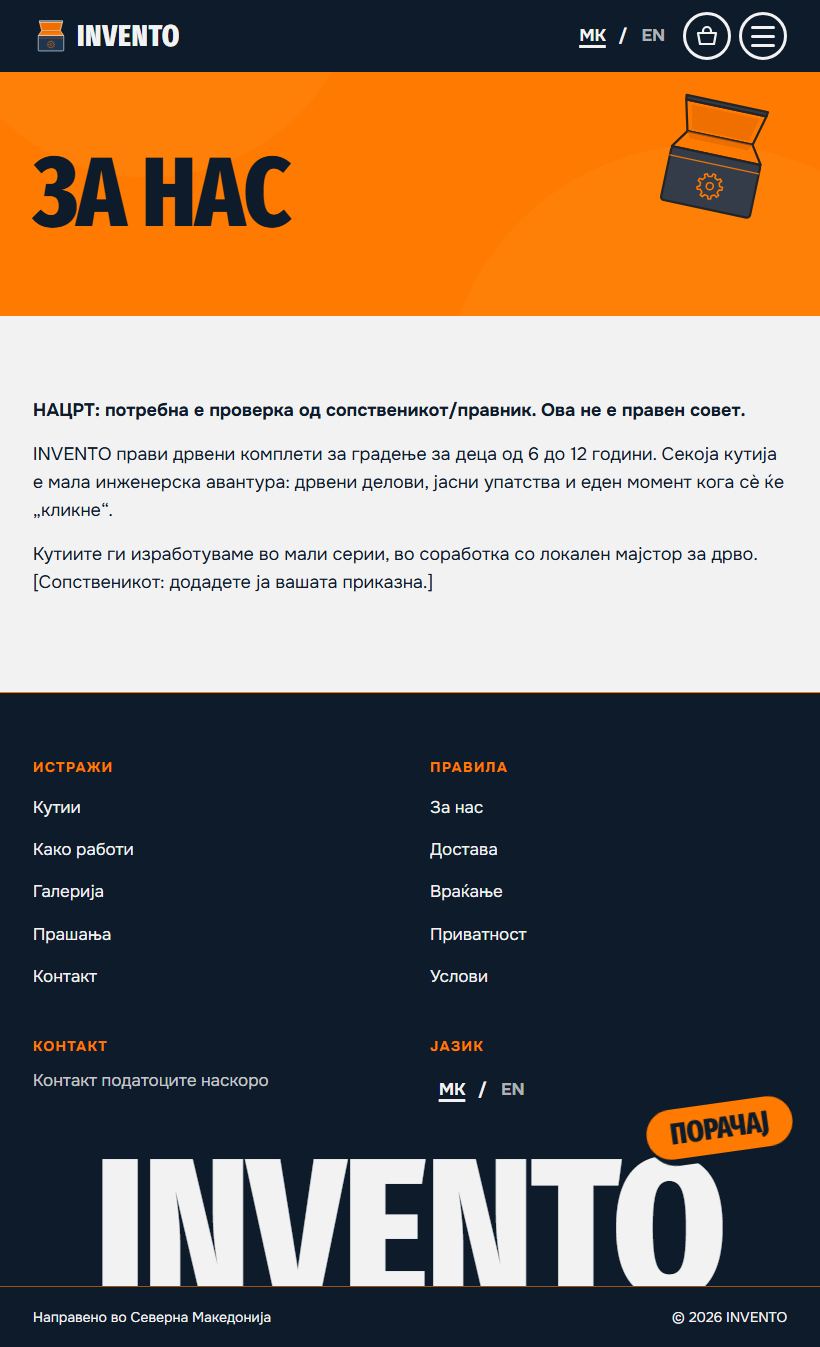 INVENTO
MK / EN
ЗА НАС
НАЦРТ: потребна е проверка од сопственикот/правник. Ова не е правен совет.
INVENTO прави дрвени комплети за градење за деца од 6 до 12 години. Секоја кутија
е мала инженерска авантура: дрвени делови, јасни упатства и еден момент кога сѐ ќе
„кликне“.
Кутиите ги изработуваме во мали серии, во соработка со локален мајстор за дрво.
[Сопственикот: додадете ја вашата приказна.]
ИСТРАЖИ
Кутии
Како работи
Галерија
Прашања
Контакт
ПРАВИЛА
За нас
Достава
Враќање
Приватност
Услови
КОНТАКТ
Контакт податоците наскоро
ЈАЗИК
MK / EN
ПОРАЧАЈ
INVENTO
Направено во Северна Македонија
© 2026 INVENTO